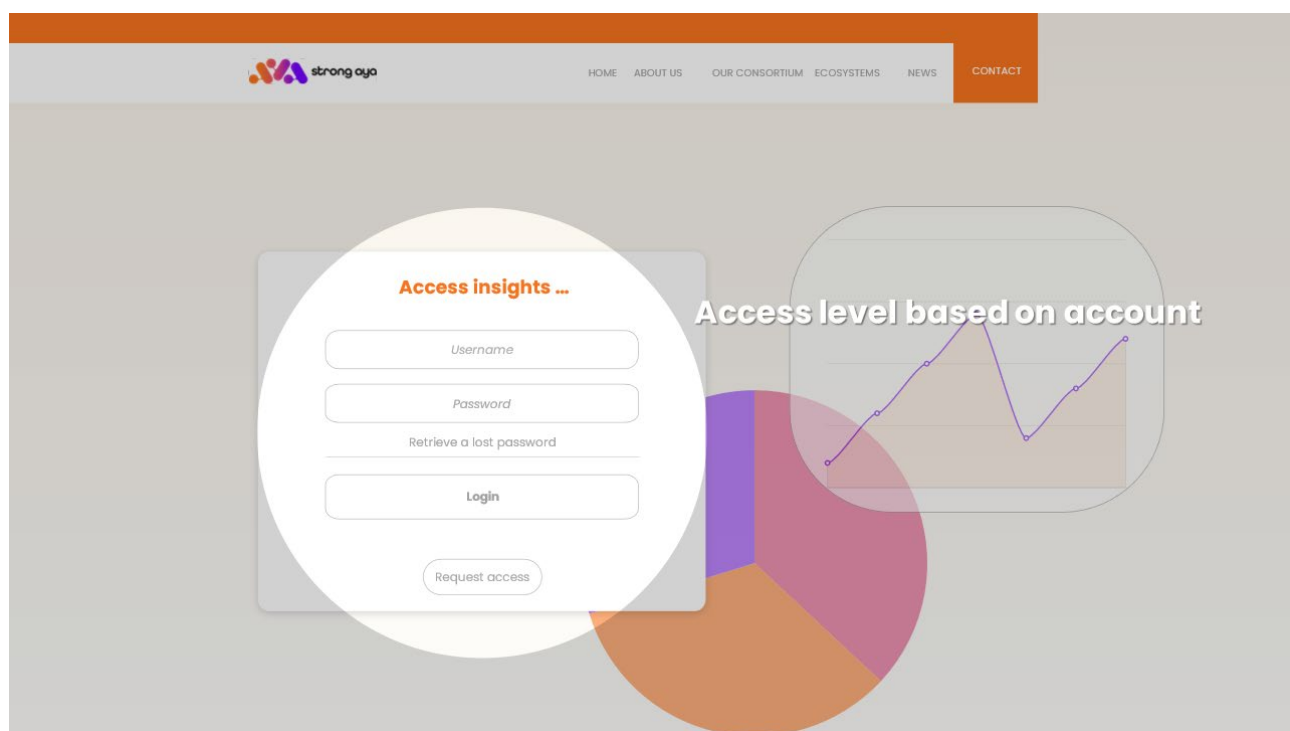 strong aya
HOME ABOUT US OUR CONSORTIUM ECOSYSTEMS NEWS CONTACT
Access insights ...
Access level based on account
Username
Password
Retrieve a lost password
Login
Request access